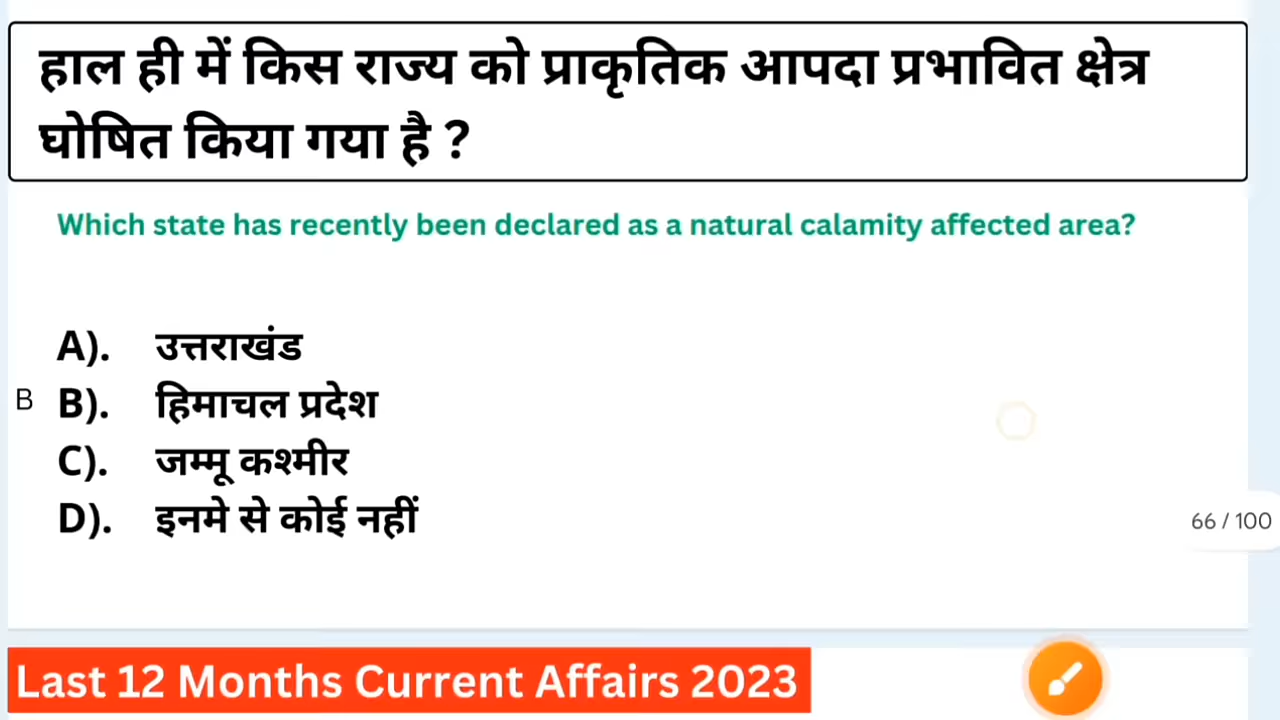 हाल ही में किस राज्य को प्राकृतिक आपदा प्रभावित क्षेत्र
घोषित किया गया है ?
Which state has recently been declared as a natural calamity affected area?
A). उत्तराखंड
B B). हिमाचल प्रदेश
C). जम्मू कश्मीर
D). इनमे से कोई नहीं
66 / 100
Last 12 Months Current Affairs 2023